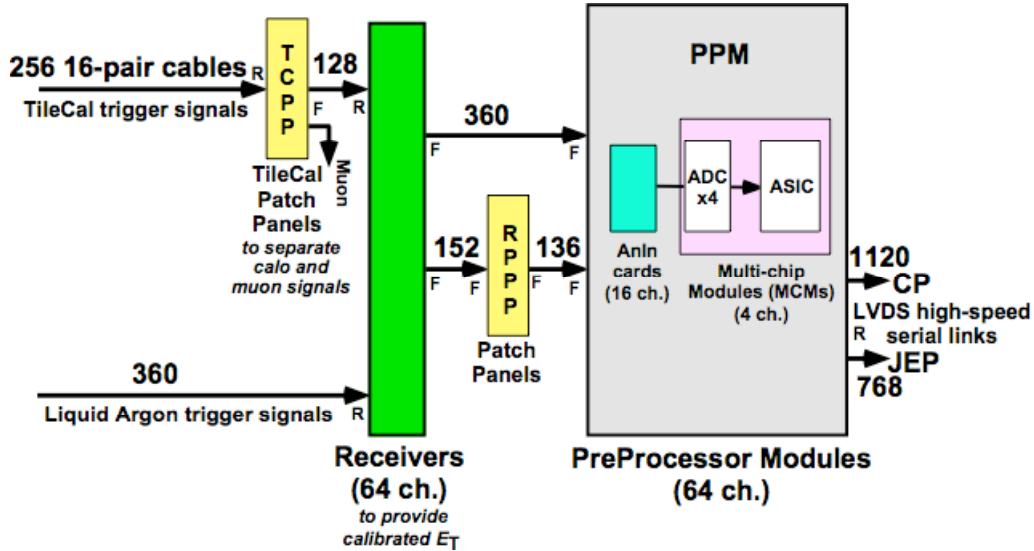 256 16-pair cables
R
TileCal trigger signals
T
C
P
P
128
F
R
Muon
TileCal
Patch
Panels
to separate
calo and
muon signals
360
Liquid Argon trigger signals
R
Receivers
(64 ch.)
to provide
calibrated ET
360
F
F
152
F
F
R
P
P
P
136
F
F
Patch
Panels
PPM
AnIn
cards
(16 ch.)
ADC
x4
ASIC
Multi-chip
Modules (MCMs)
(4 ch.)
PreProcessor Modules
(64 ch.)
1120
CP
LVDS high-speed
R
serial links
JEP
768